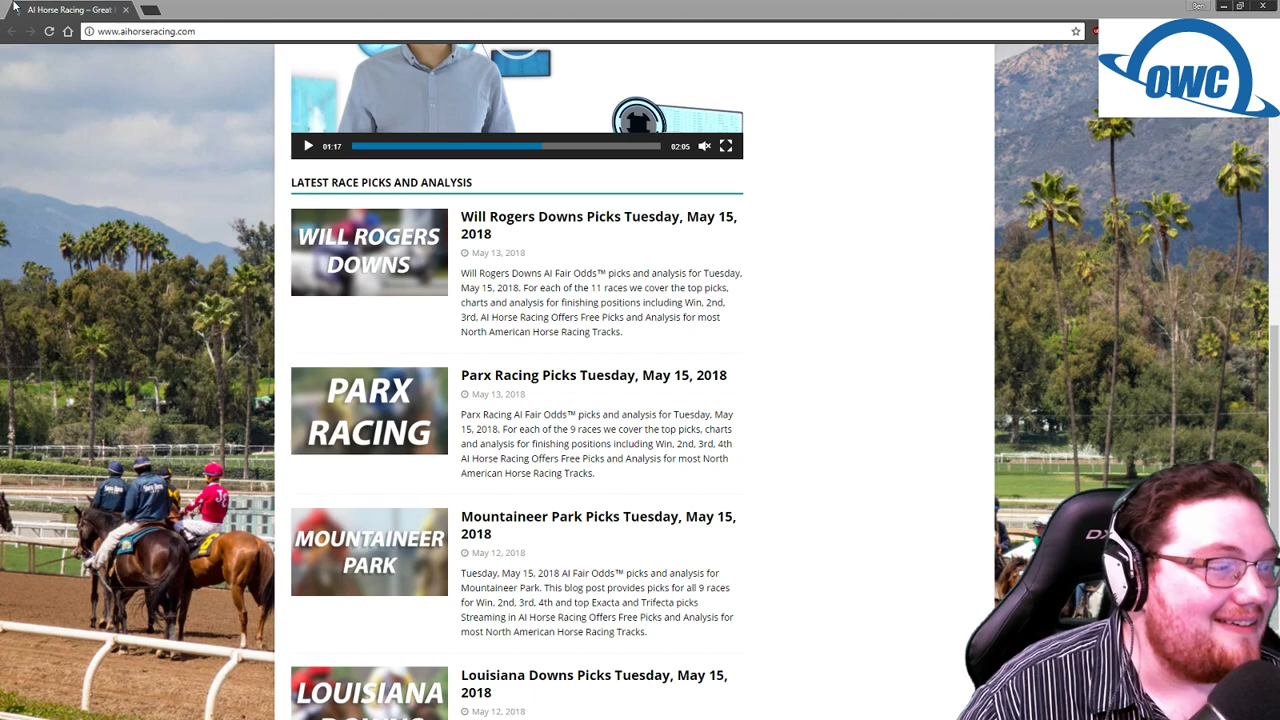 AI Horse Racing – Great
Ben
www.aihorseracing.com
OWC
01:17
02:05
LATEST RACE PICKS AND ANALYSIS
WILL ROGERS
DOWNS
Will Rogers Downs Picks Tuesday, May 15,
2018
May 13, 2018
Will Rogers Downs AI Fair Odds™ picks and analysis for Tuesday,
May 15, 2018. For each of the 11 races we cover the top picks,
charts and analysis for finishing positions including Win, 2nd,
3rd, AI Horse Racing Offers Free Picks and Analysis for most
North American Horse Racing Tracks.
PARX
RACING
Parx Racing Picks Tuesday, May 15, 2018
May 13, 2018
Parx Racing AI Fair Odds™ picks and analysis for Tuesday, May
15, 2018. For each of the 9 races we cover the top picks, charts
and analysis for finishing positions including Win, 2nd, 3rd, 4th
AI Horse Racing Offers Free Picks and Analysis for most North
American Horse Racing Tracks.
MOUNTAINEER
PARK
Mountaineer Park Picks Tuesday, May 15,
2018
May 12, 2018
Tuesday, May 15, 2018 AI Fair Odds™ picks and analysis for
Mountaineer Park. This blog post provides picks for all 9 races
for Win, 2nd, 3rd, 4th and top Exacta and Trifecta picks
Streaming in AI Horse Racing Offers Free Picks and Analysis for
most North American Horse Racing Tracks.
LOUISIANA
DOWNS
Louisiana Downs Picks Tuesday, May 15,
2018
May 12, 2018